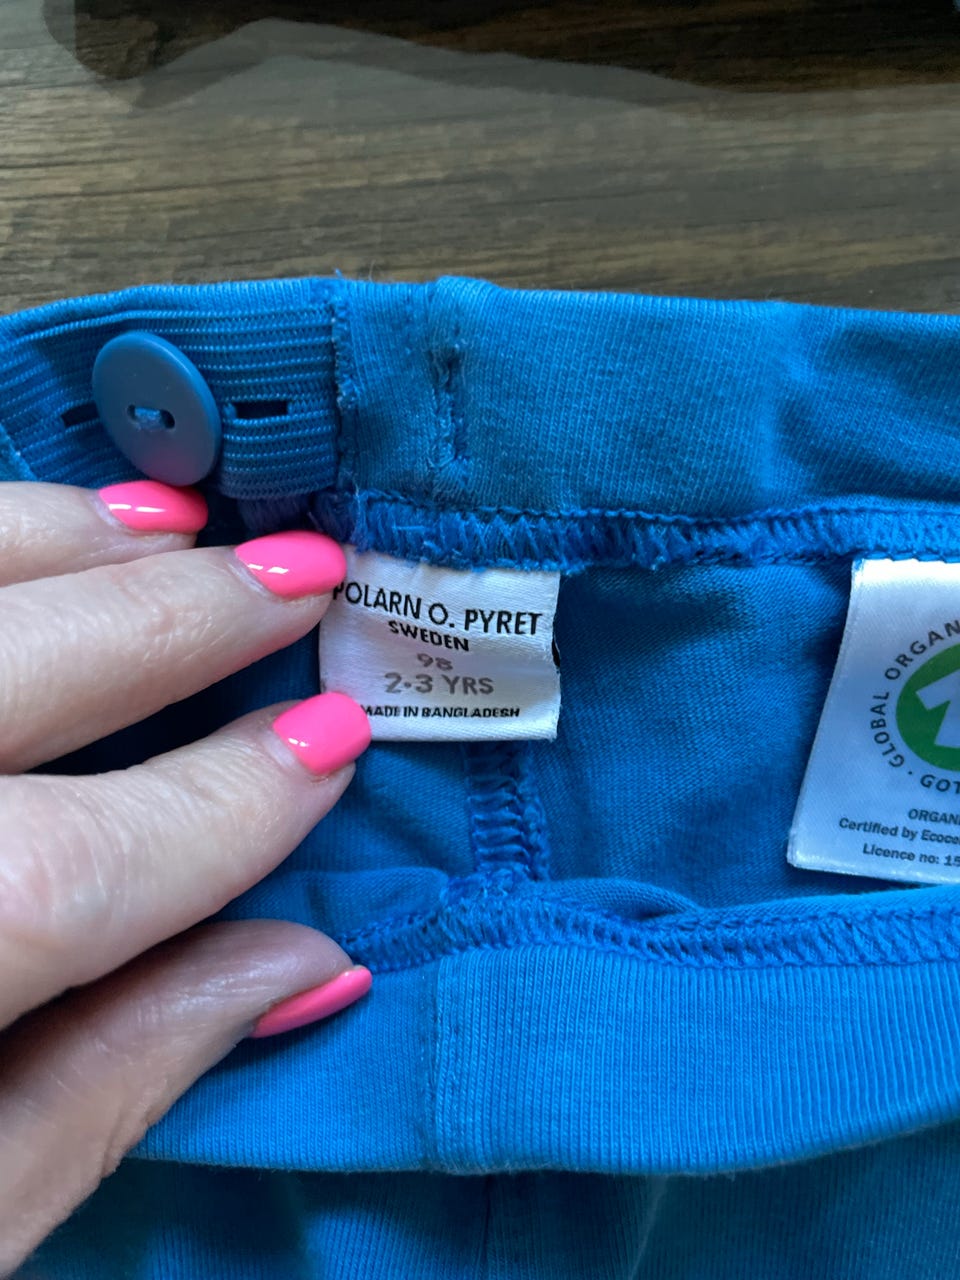 POLARN O. PYRET
SWEDEN
98
2-3 YRS
MADE IN BANGLADESH
GLOBAL ORGAN
GOT
ORGANI
Certified by Ecoce
Licence no: 15